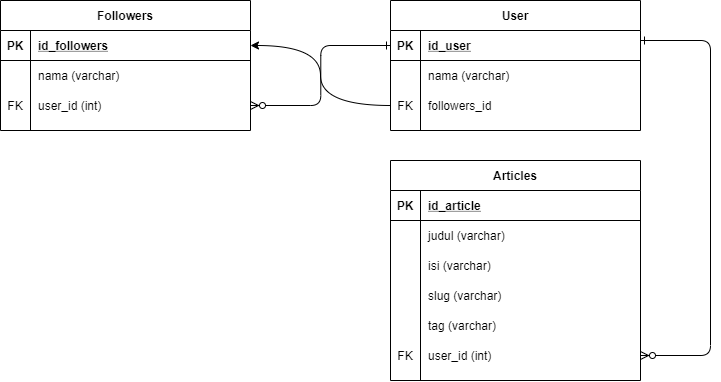 Followers
PK id_followers
nama (varchar)
FK user_id (int)
User
PK id_user
nama (varchar)
FK followers_id
Articles
PK id_article
judul (varchar)
isi (varchar)
slug (varchar)
tag (varchar)
FK user_id (int)